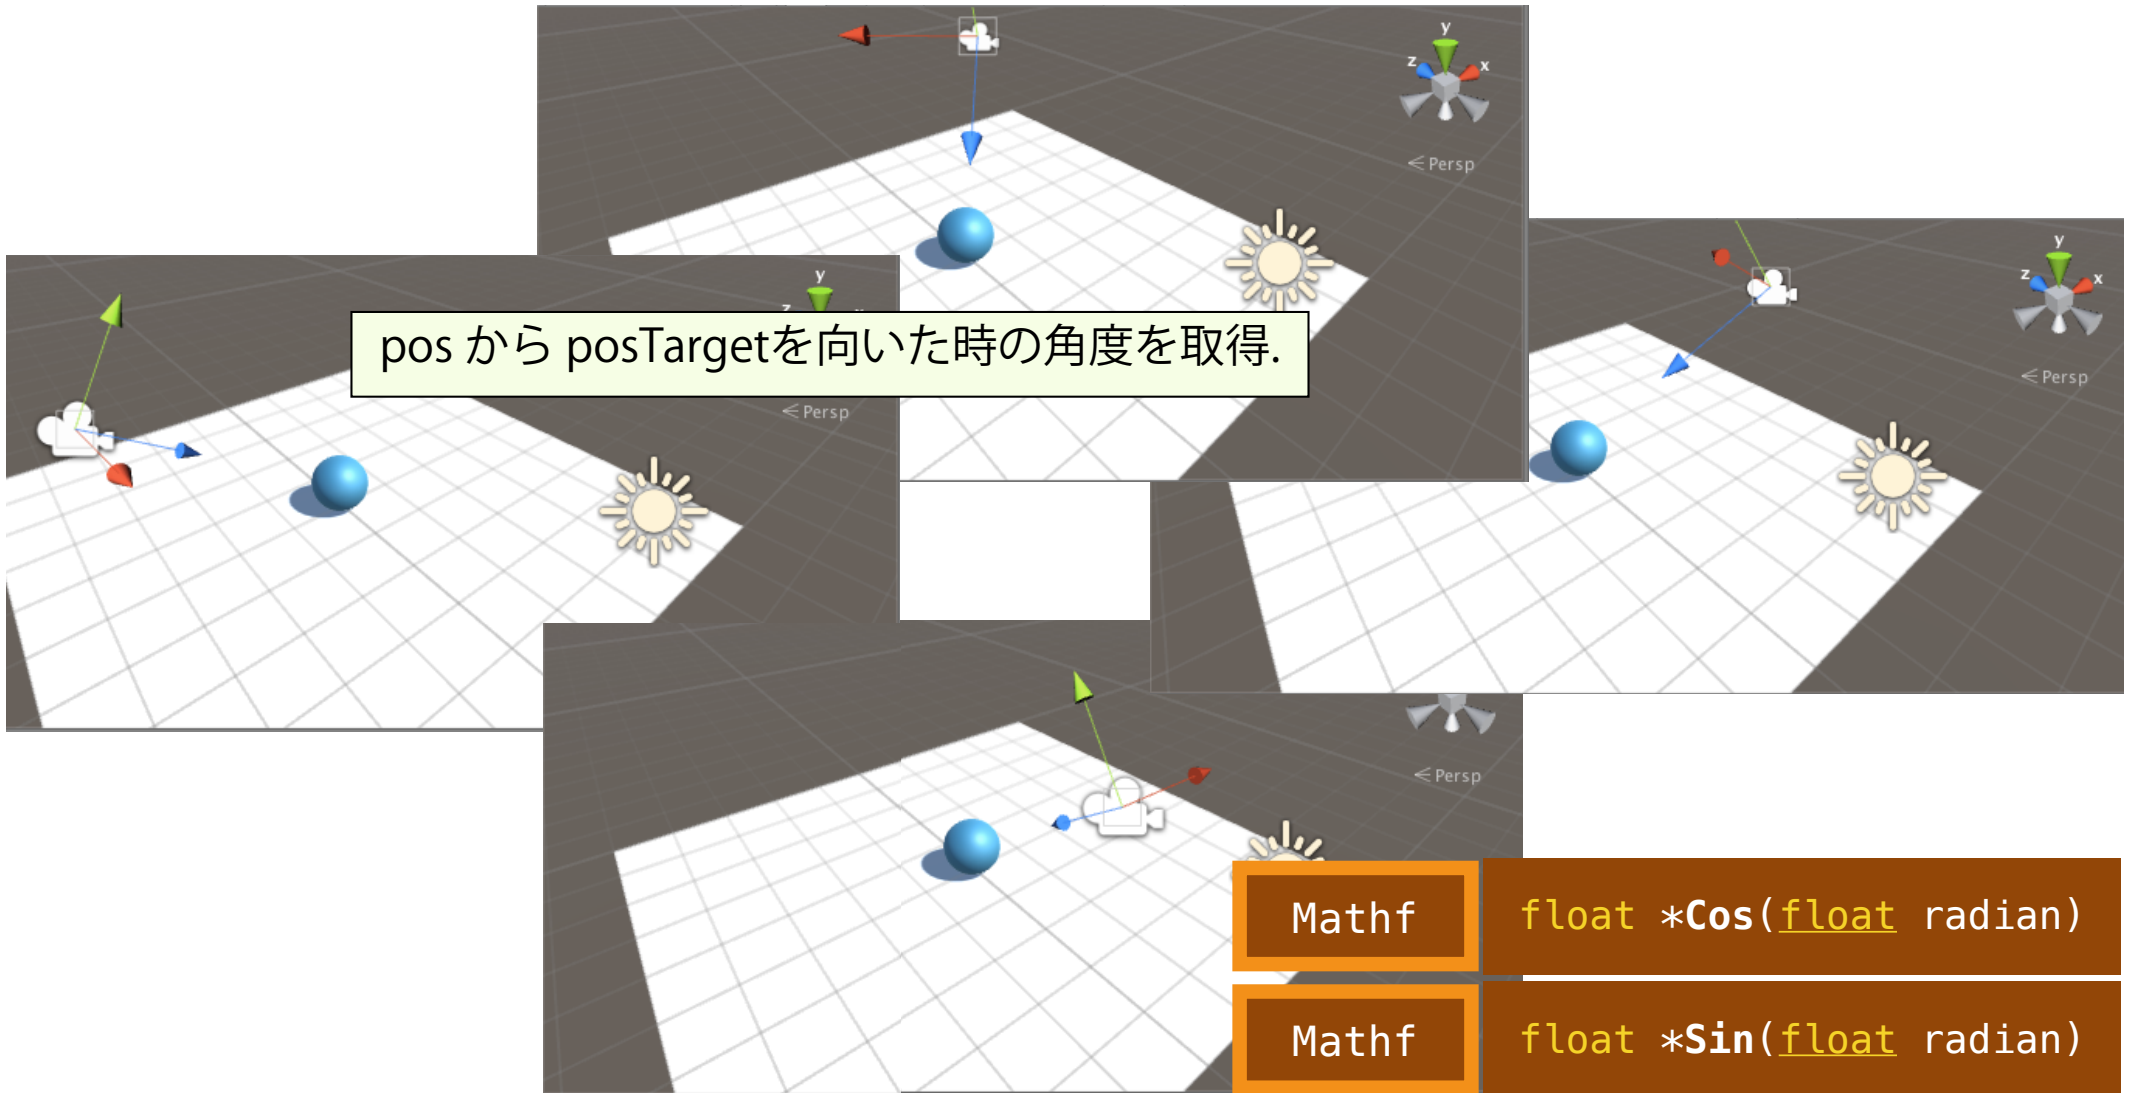 y
z
x
Persp
y
z
x
Persp
y
z
Persp
pos から posTargetを向いた時の角度を取得.
Persp
Mathf
float *Cos(float radian)
Mathf
float *Sin(float radian)